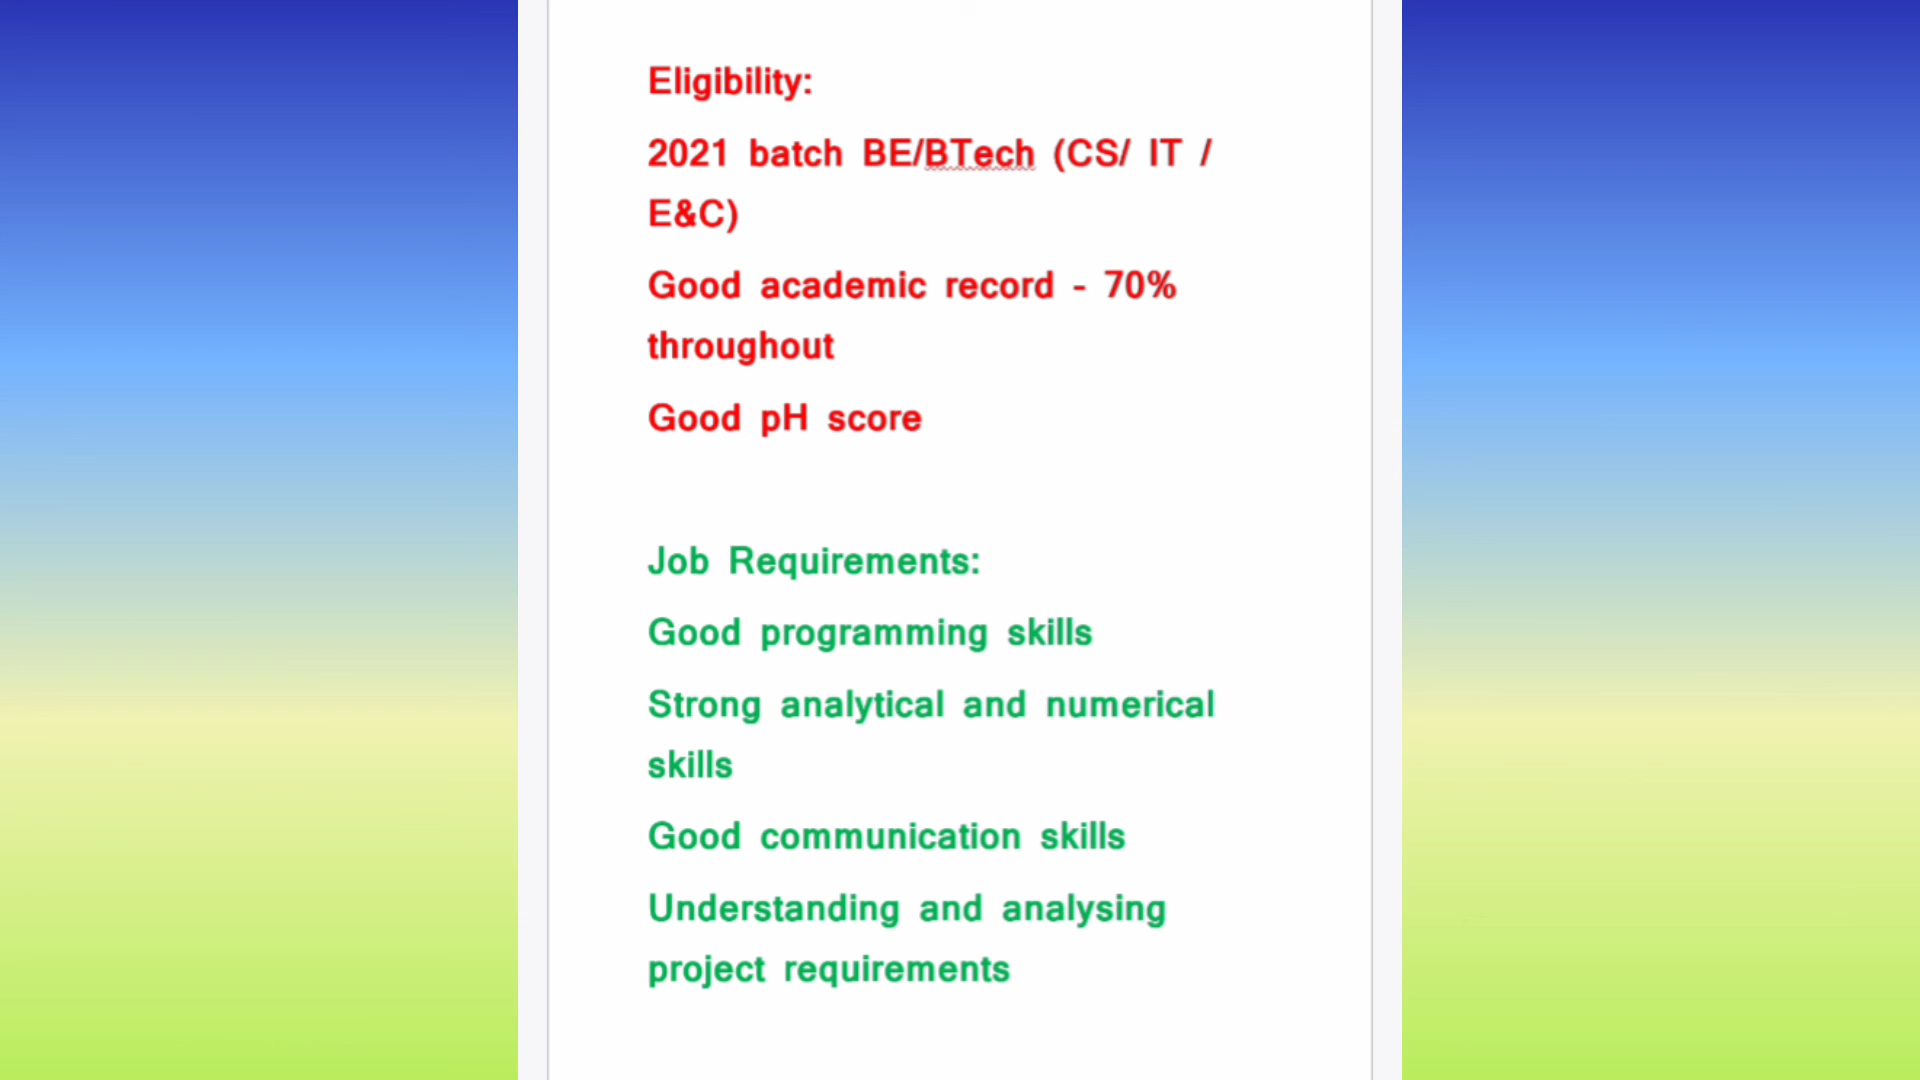 Eligibility:
2021 batch BE/BTech (CS/ IT /
E&C)
Good academic record - 70%
throughout
Good pH score
Job Requirements:
Good programming skills
Strong analytical and numerical
skills
Good communication skills
Understanding and analysing
project requirements